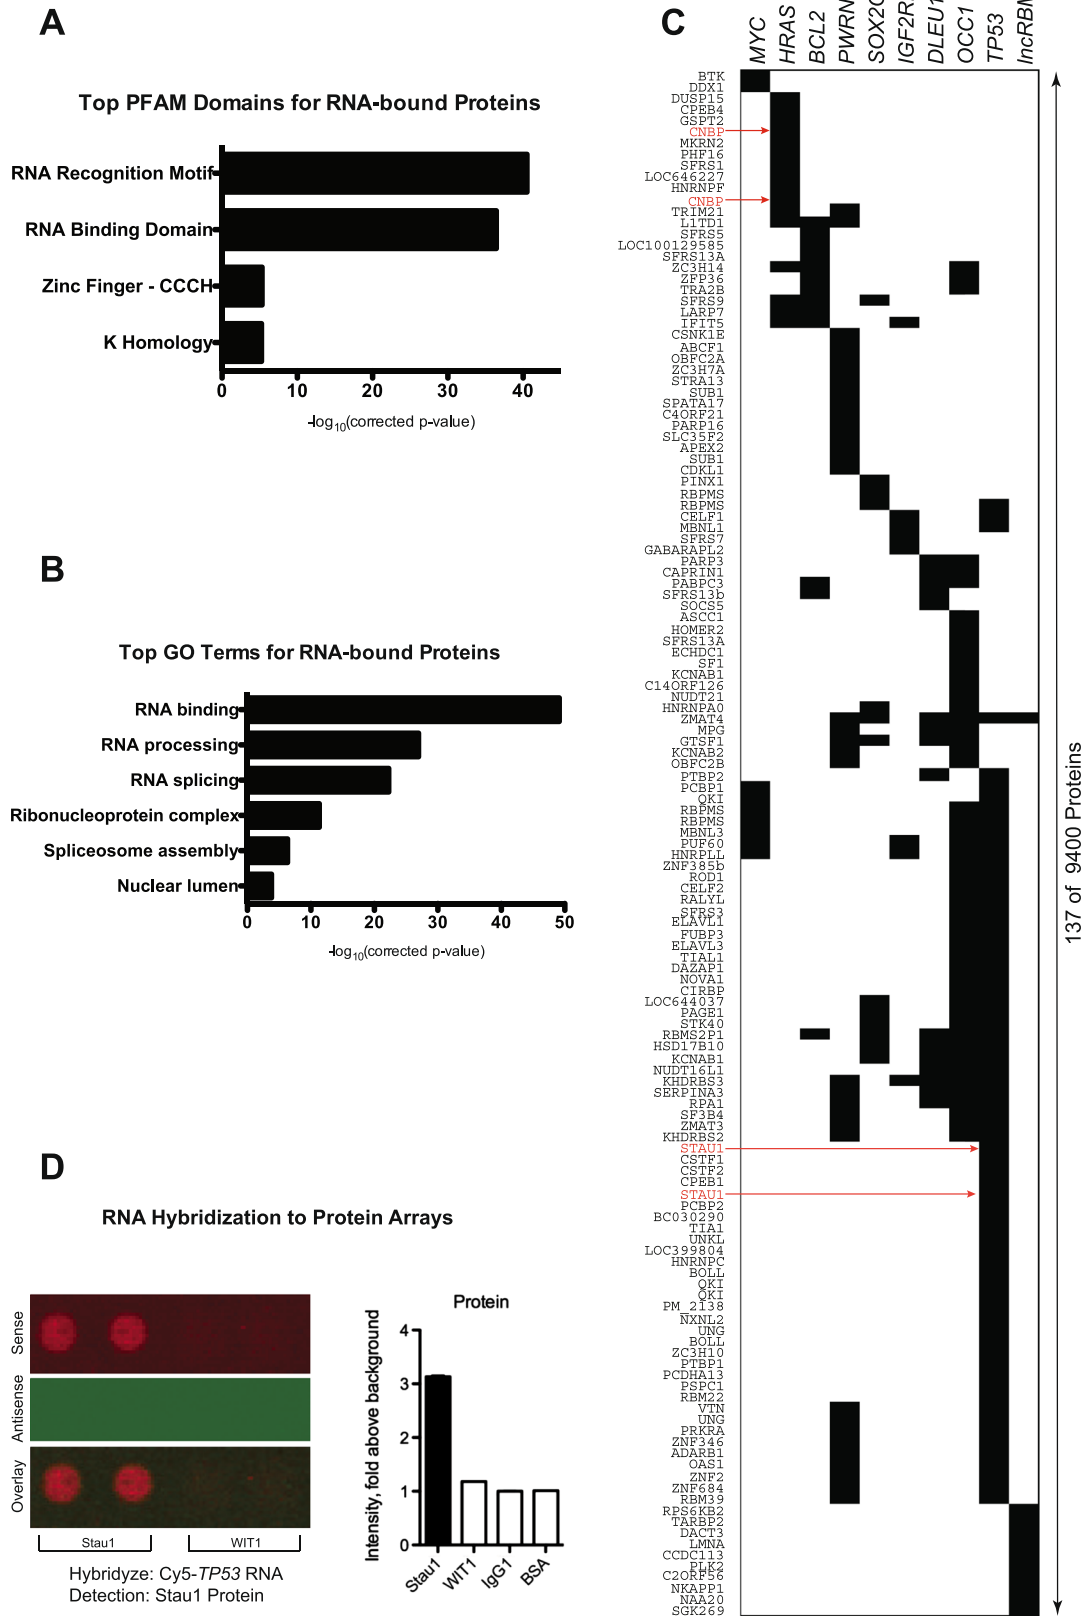 A
Top PFAM Domains for RNA-bound Proteins
RNA Recognition Motif
RNA Binding Domain
Zinc Finger - CCCH
K Homology
0 10 20 30 40
-log10(corrected p-value)
B
Top GO Terms for RNA-bound Proteins
RNA binding
RNA processing
RNA splicing
Ribonucleoprotein complex
Spliceosome assembly
Nuclear lumen
0 10 20 30 40 50
-log10(corrected p-value)
C
MYC
HRAS
BCL2
DLEU1
OCC1
TP53
BTK
DDX1
DUSP15
CPEB4
GSPT2
CNBP
MKRN2
PHF16
SFRS1
LOC646227
HNRNPF
CNBP
TRIM21
L1TD1
SFRS5
LOC100129585
SFRS13A
ZC3H14
ZFP36
TRA2B
SFRS9
LARP7
IFIT5
CSNK1E
ABCF1
OBFC2A
ZC3H7A
STRA13
SUB1
SPATA17
C4ORF21
PARP16
SLC35F2
APEX2
SUB1
CDKL1
PINX1
RBPMS
RBPMS
CELF1
MBNL1
SFRS7
GABARAPL2
PARP3
CAPRIN1
PABPC3
SFRS13b
SOCS5
ASCC1
HOMER2
SFRS13A
ECHDC1
SF1
KCNAB1
C14ORF126
NUDT21
HNRNPA0
ZMAT4
MPG
GTSF1
KCNAB2
OBFC2B
PTBP2
PCBP1
QKI
RBPMS
RBPMS
MBNL3
PUF60
HNRPLL
ZNF385b
ROD1
CELF2
RALYL
SFRS3
ELAVL1
FUBP3
ELAVL3
TIAL1
DAZAP1
NOVA1
CIRBP
LOC644037
PAGE1
STK40
RBMS2P1
HSD17B10
KCNAB1
NUDT16L1
KHDRBS3
SERPINA3
RPA1
SF3B4
ZMAT3
KHDRBS2
STAU1
CSTF1
CSTF2
CPEB1
STAU1
PCBP2
BC030290
TIA1
UNKL
LOC399804
HNRNPC
BOLL
QKI
QKI
PM_2138
NXNL2
UNG
BOLL
ZC3H10
PTBP1
PCDHA13
PSPC1
RBM22
VTN
UNG
PRKRA
ZNF346
ADARB1
OAS1
ZNF2
ZNF684
RBM39
RPS6KB2
TARBP2
DACT3
LMNA
CCDC113
PLK2
C2ORF56
NKAPP1
NAA20
SGK269
137 of 9400 Proteins
D
RNA Hybridization to Protein Arrays
Sense
Antisense
Overlay
Stau1 WIT1
Hybridyze: Cy5-TP53 RNA
Detection: Stau1 Protein
Protein
Intensity, fold above background
4
3
2
1
0
Stau1 WIT1 IgG1 BSA